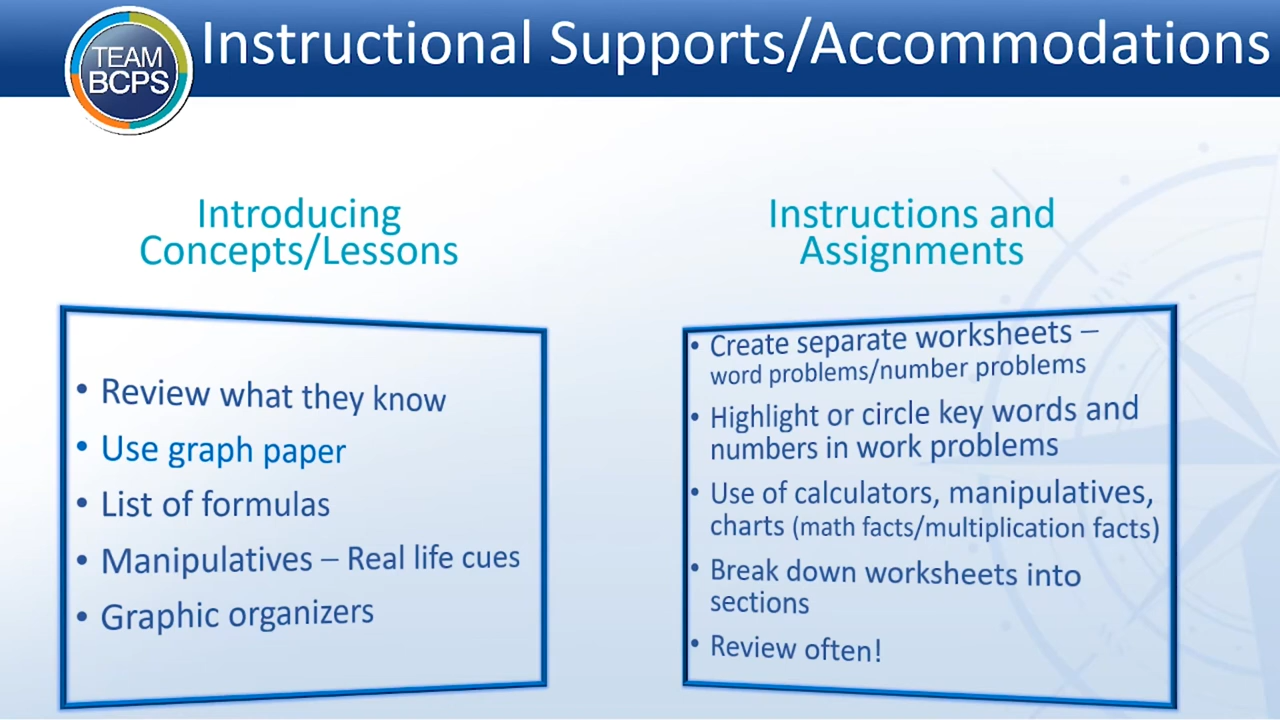 Instructional Supports/Accommodations
TEAM
BCPS
Introducing
Concepts/Lessons
• Review what they know
• Use graph paper
• List of formulas
• Manipulatives – Real life cues
• Graphic organizers
Instructions and
Assignments
• Create separate worksheets –
word problems/number problems
• Highlight or circle key words and
numbers in work problems
• Use of calculators, manipulatives,
charts (math facts/multiplication facts)
• Break down worksheets into
sections
• Review often!